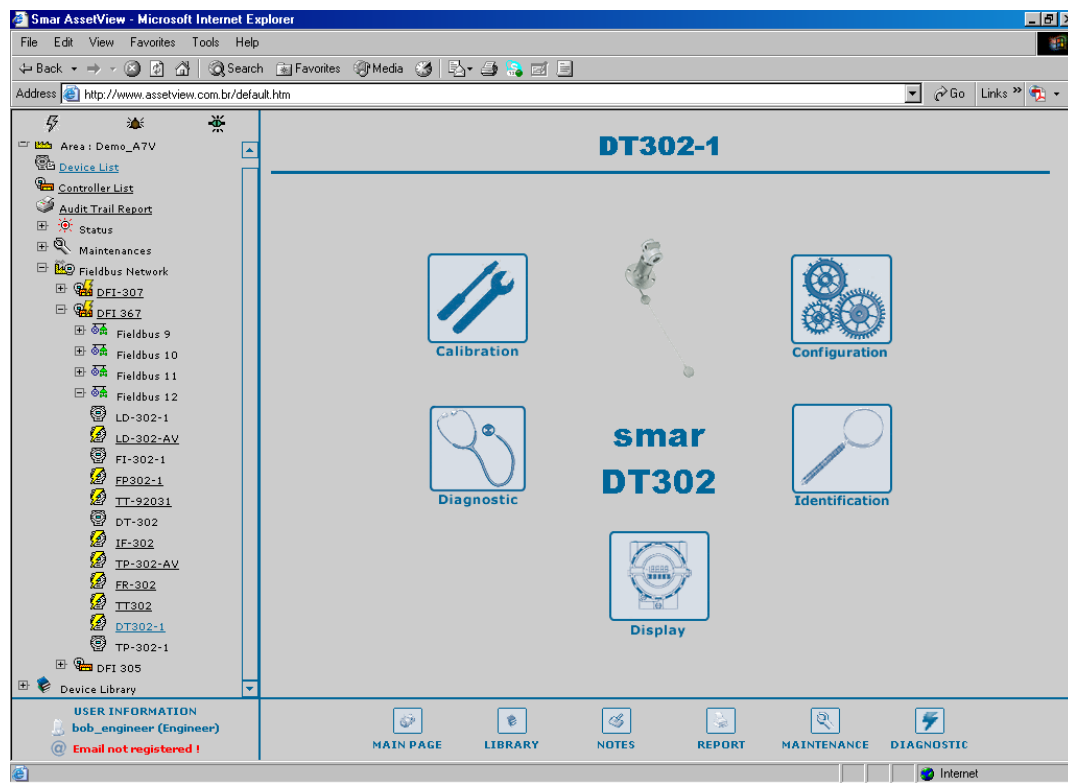 Smar AssetView - Microsoft Internet Explorer
File Edit View Favorites Tools Help
Back Search Favorites Media
Address http://www.assetview.com.br/default.htm Go Links »
Area : Demo_A7V
Device List
Controller List
Audit Trail Report
Status
Maintenances
Fieldbus Network
DFI-307
DFI 367
Fieldbus 9
Fieldbus 10
Fieldbus 11
Fieldbus 12
LD-302-1
LD-302-AV
FI-302-1
FP302-1
TT-92031
DT-302
IF-302
TP-302-AV
FR-302
TT302
DT302-1
TP-302-1
DFI 305
Device Library
DT302-1
Calibration
Configuration
smar
DT302
Diagnostic
Identification
Display
USER INFORMATION
bob_engineer (Engineer)
@ Email not registered !
MAIN PAGE LIBRARY NOTES REPORT MAINTENANCE DIAGNOSTIC
Internet